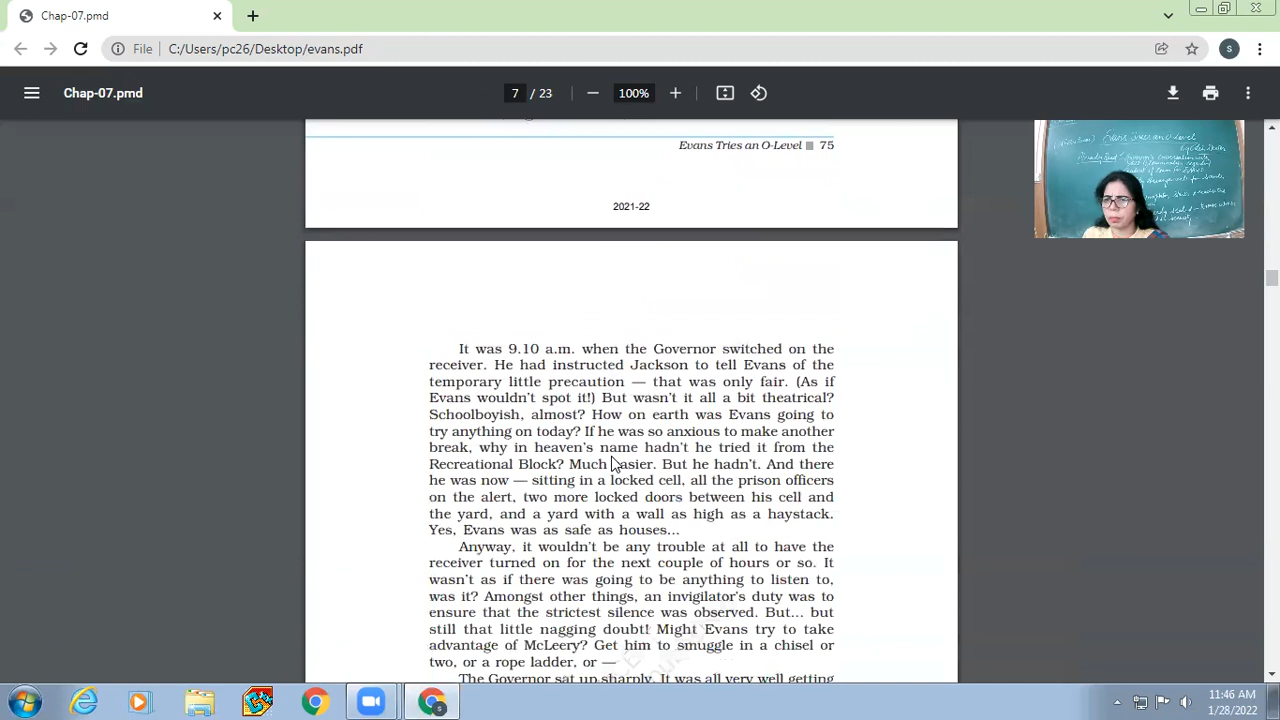 Chap-07.pmd
File C:/Users/pc26/Desktop/evans.pdf
S
Chap-07.pmd
7 / 23
100%
Evans Tries an O-Level 75
2021-22
Evans Tries an O-Level
It was 9.10 a.m. when the Governor switched on the
receiver. He had instructed Jackson to tell Evans of the
temporary little precaution — that was only fair. (As if
Evans wouldn't spot it!) But wasn't it all a bit theatrical?
Schoolboyish, almost? How on earth was Evans going to
try anything on today? If he was so anxious to make another
break, why in heaven's name hadn't he tried it from the
Recreational Block? Much easier. But he hadn't. And there
he was now — sitting in a locked cell, all the prison officers
on the alert, two more locked doors between his cell and
the yard, and a yard with a wall as high as a haystack.
Yes, Evans was as safe as houses...
Anyway, it wouldn't be any trouble at all to have the
receiver turned on for the next couple of hours or so. It
wasn't as if there was going to be anything to listen to,
was it? Amongst other things, an invigilator's duty was to
ensure that the strictest silence was observed. But... but
still that little nagging doubt! Might Evans try to take
advantage of McLeery? Get him to smuggle in a chisel or
two, or a rope ladder, or —
The Governor sat up sharply. It was all very well getting
11:46 AM
1/28/2022